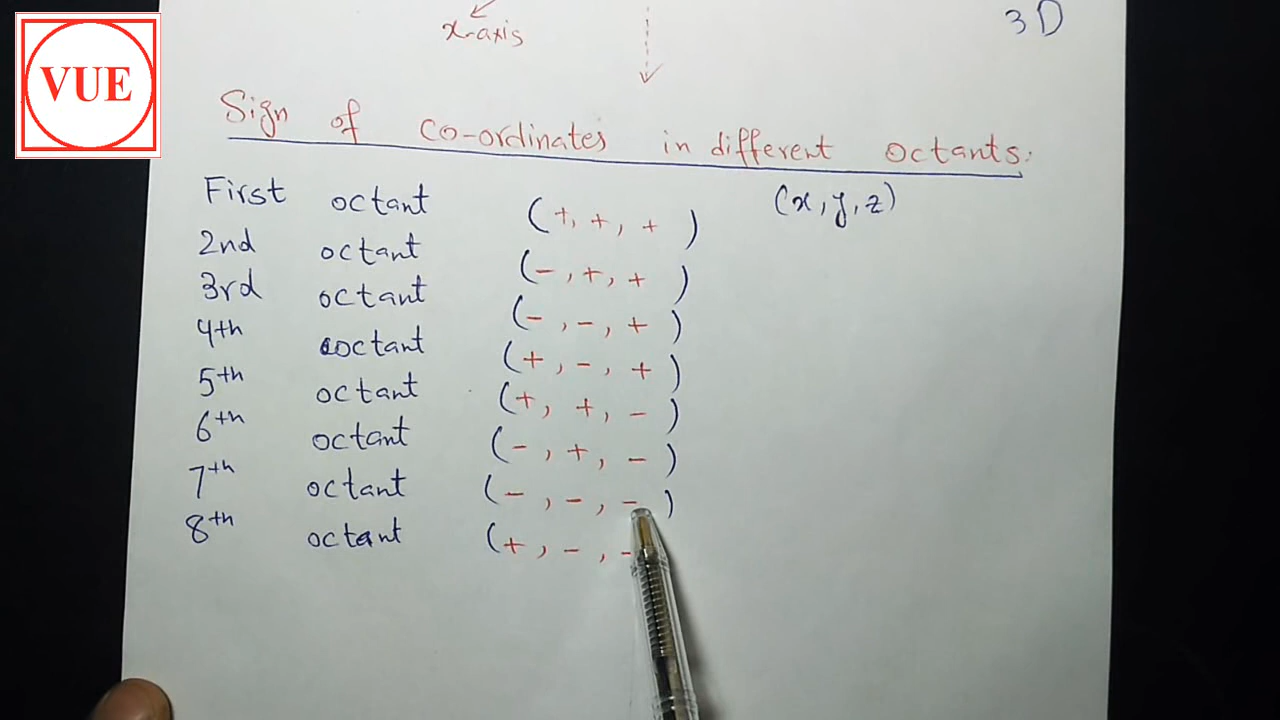 VUE
x-axis
3D
Sign of co-ordinates in different octants.
(x, y, z)
First octant (+, +, +)
2nd octant (-, +, +)
3rd octant (-, -, +)
4th octant (+, -, +)
5th octant (+, +, -)
6th octant (-, +, -)
7th octant (-, -, -)
8th octant (+, -, -